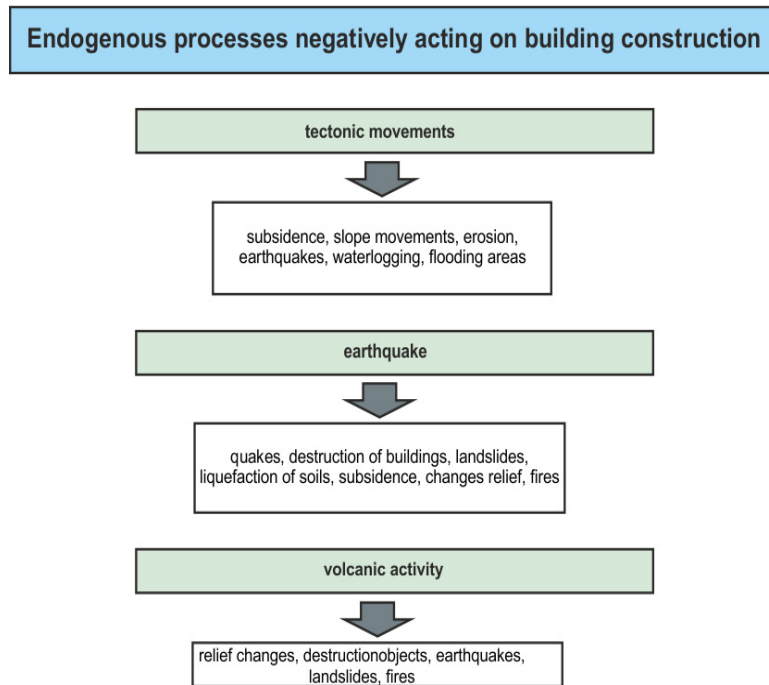 Endogenous processes negatively acting on building construction
tectonic movements
subsidence, slope movements, erosion,
earthquakes, waterlogging, flooding areas
earthquake
quakes, destruction of buildings, landslides,
liquefaction of soils, subsidence, changes relief, fires
volcanic activity
relief changes, destructionobjects, earthquakes,
landslides, fires